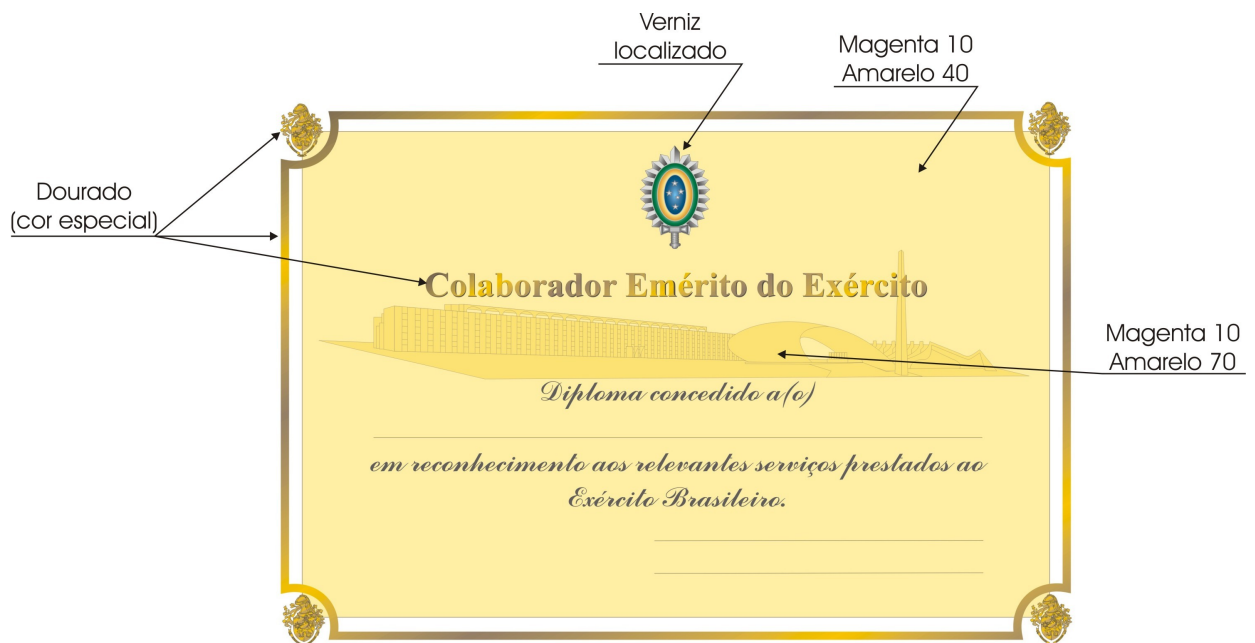 Verniz
localizado
Magenta 10
Amarelo 40
Dourado
(cor especial)
Colaborador Emérito do Exército
Magenta 10
Amarelo 70
Diploma concedido a(o)
em reconhecimento aos relevantes serviços prestados ao
Exército Brasileiro.